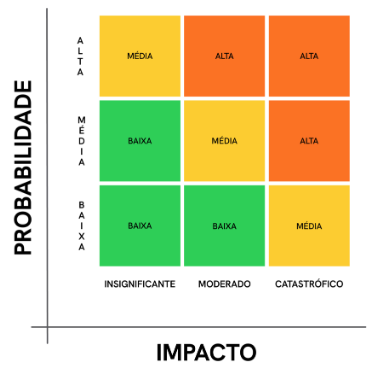 PROBABILIDADE
ALTA
MÉDIA
ALTA
ALTA
MÉDIA
BAIXA
MÉDIA
ALTA
BAIXA
BAIXA
BAIXA
MÉDIA
INSIGNIFICANTE
MODERADO
CATASTRÓFICO
IMPACTO